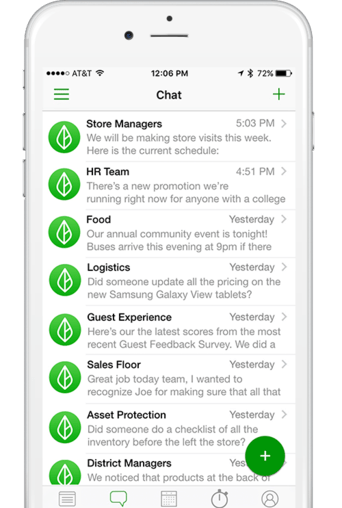 AT&T 12:06 PM 72%
Chat
Store Managers 5:03 PM
We will be making store visits this week.
Here is the current schedule:
HR Team 4:51 PM
There's a new promotion we're
running right now for anyone with a college
Food Yesterday
Our annual community event is tonight!
Buses arrive this evening at 9pm if there
Logistics Yesterday
Did someone update all the pricing on the
new Samsung Galaxy View tablets?
Guest Experience Yesterday
Here's our the latest scores from the most
recent Guest Feedback Survey. We did a
Sales Floor Yesterday
Great job today team, I wanted to
recognize Joe for making sure that all that
Asset Protection Yesterday
Did someone do a checklist of all the
inventory before the left the store?
District Managers
We noticed that products at the back of